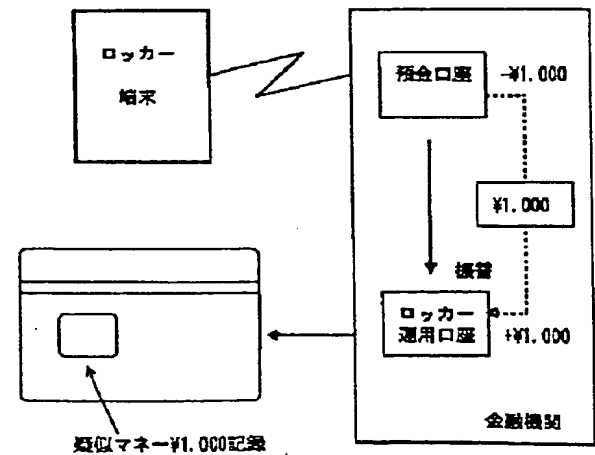 ロッカー
端末
預金口座
-¥1.000
¥1.000
振替
ロッカー
運用口座
+¥1.000
金融機関
疑似マネー¥1.000記録